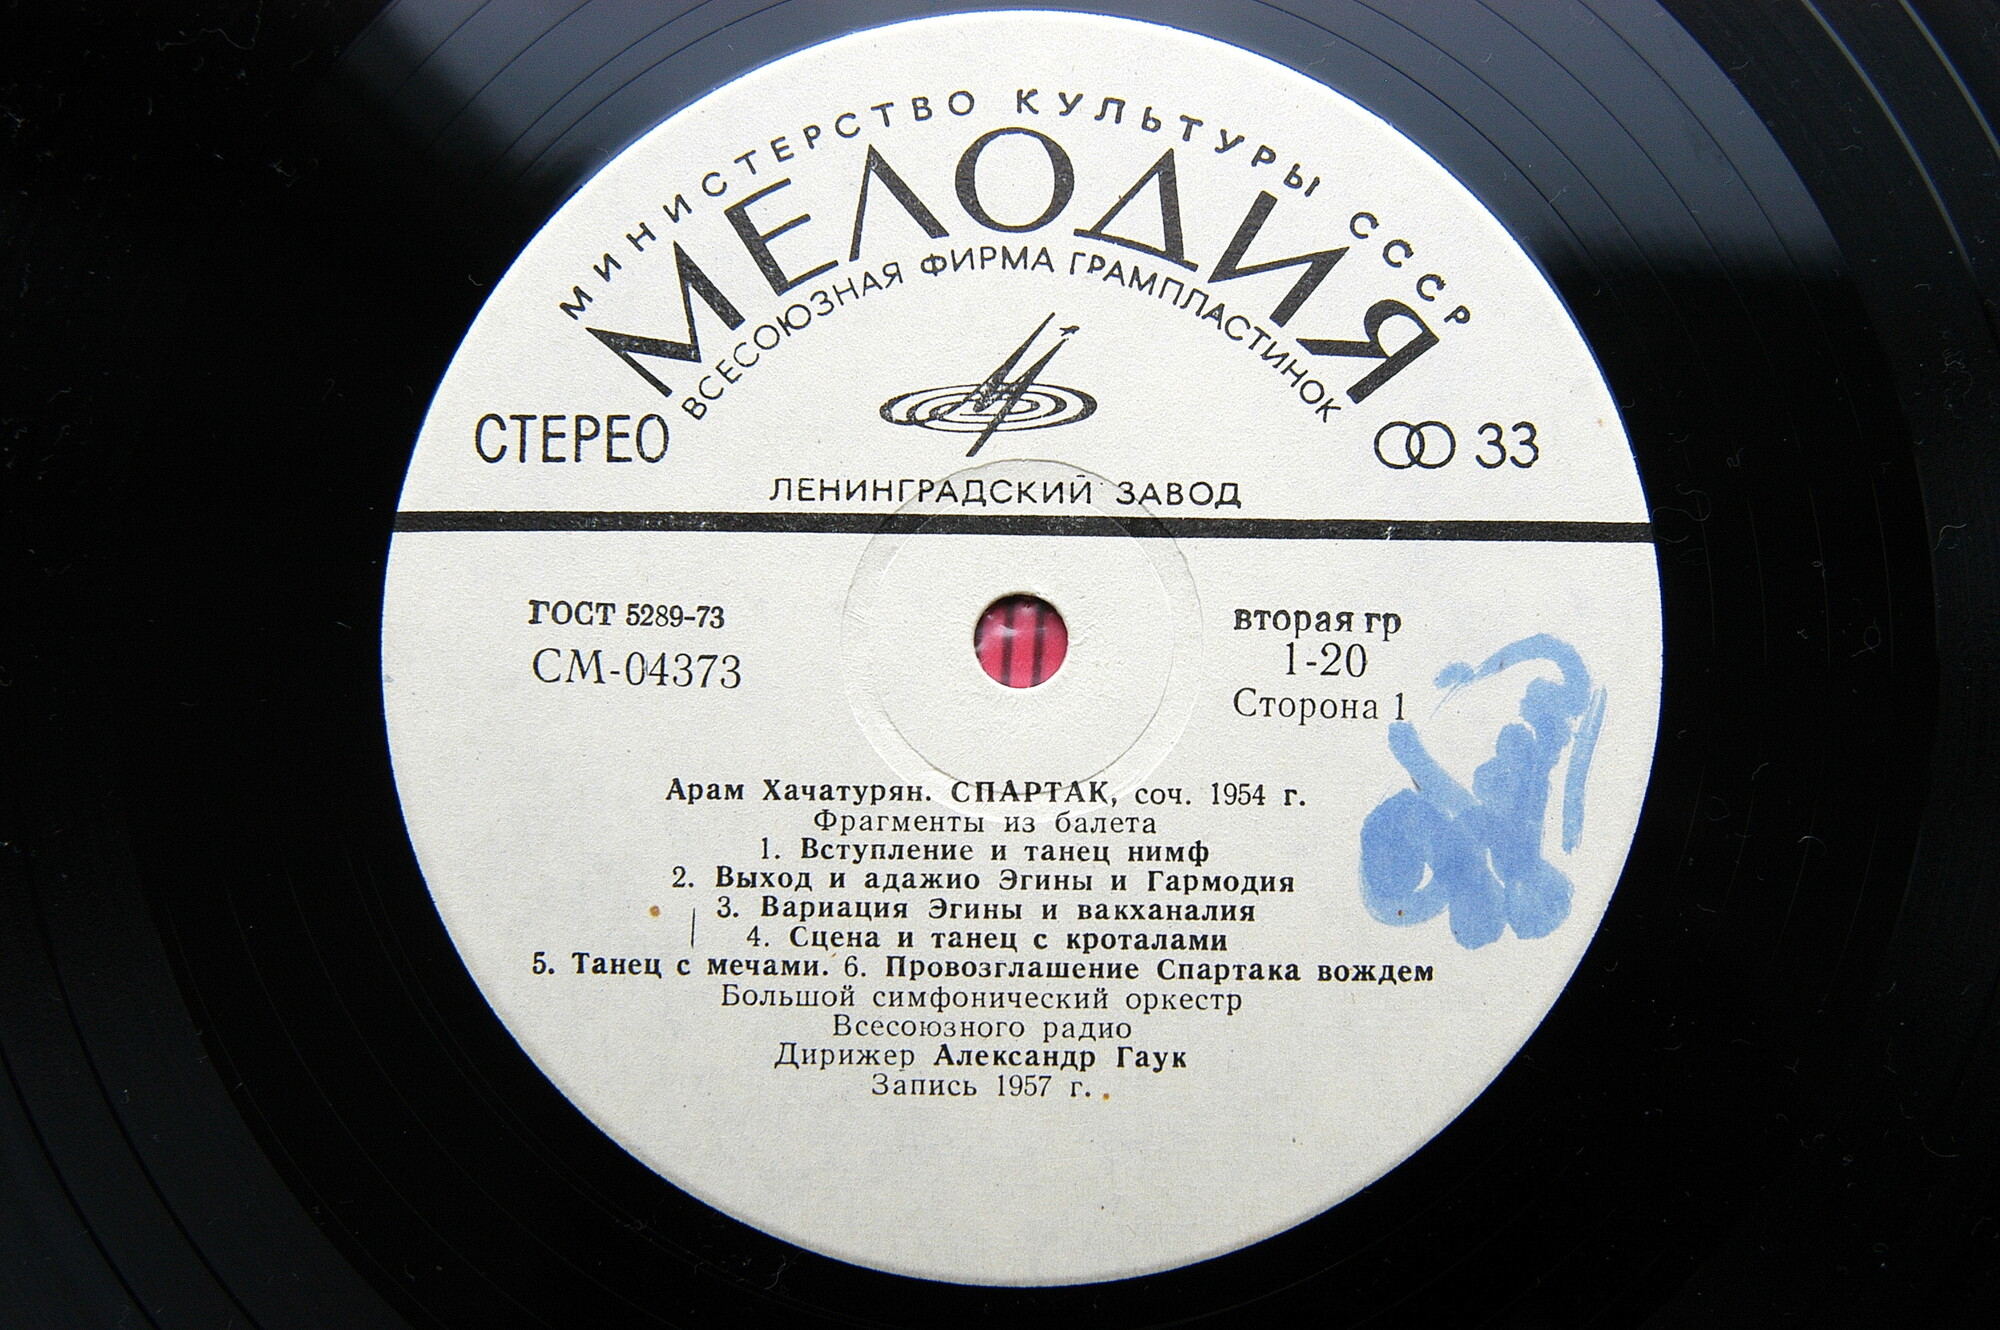 МИНИСТЕРСТВО КУЛЬТУРЫ СССР
МЕЛОДИЯ
ВСЕСОЮЗНАЯ ФИРМА ГРАМПЛАСТИНОК
СТЕРЕО
33
ЛЕНИНГРАДСКИЙ ЗАВОД
ГОСТ 5289-73
СМ-04373
вторая гр
1-20
Сторона 1
Арам Хачатурян. СПАРТАК, соч. 1954 г.
Фрагменты из балета
1. Вступление и танец нимф
2. Выход и адажио Эгины и Гармодия
3. Вариация Эгины и вакханалия
4. Сцена и танец с кроталами
5. Танец с мечами. 6. Провозглашение Спартака вождем
Большой симфонический оркестр
Всесоюзного радио
Дирижер Александр Гаук
Запись 1957 г.